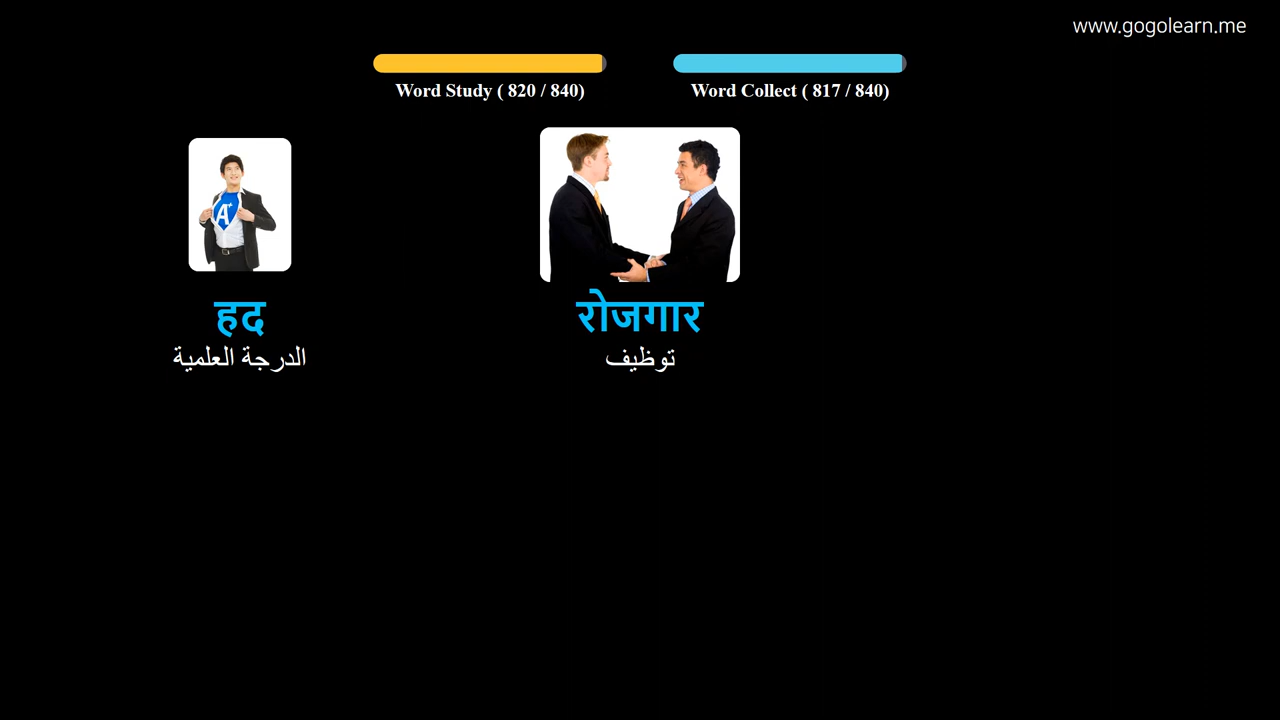 www.gogolearn.me
Word Study ( 820 / 840)
Word Collect ( 817 / 840)
A+
हद
الدرجة العلمية
रोजगार
توظيف